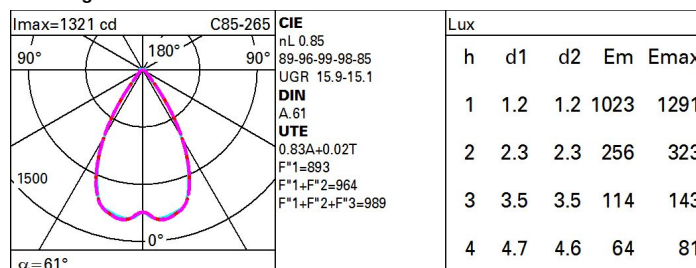 Imax=1321 cd C85-265
90° 180° 90°
1500
0°
α=61°
CIE
nL 0.85
89-96-99-98-85
UGR 15.9-15.1
DIN
A.61
UTE
0.83A+0.02T
F"1=893
F"1+F"2=964
F"1+F"2+F"3=989
Lux
h d1 d2 Em Emax
1 1.2 1.2 1023 1291
2 2.3 2.3 256 323
3 3.5 3.5 114 143
4 4.7 4.6 64 81